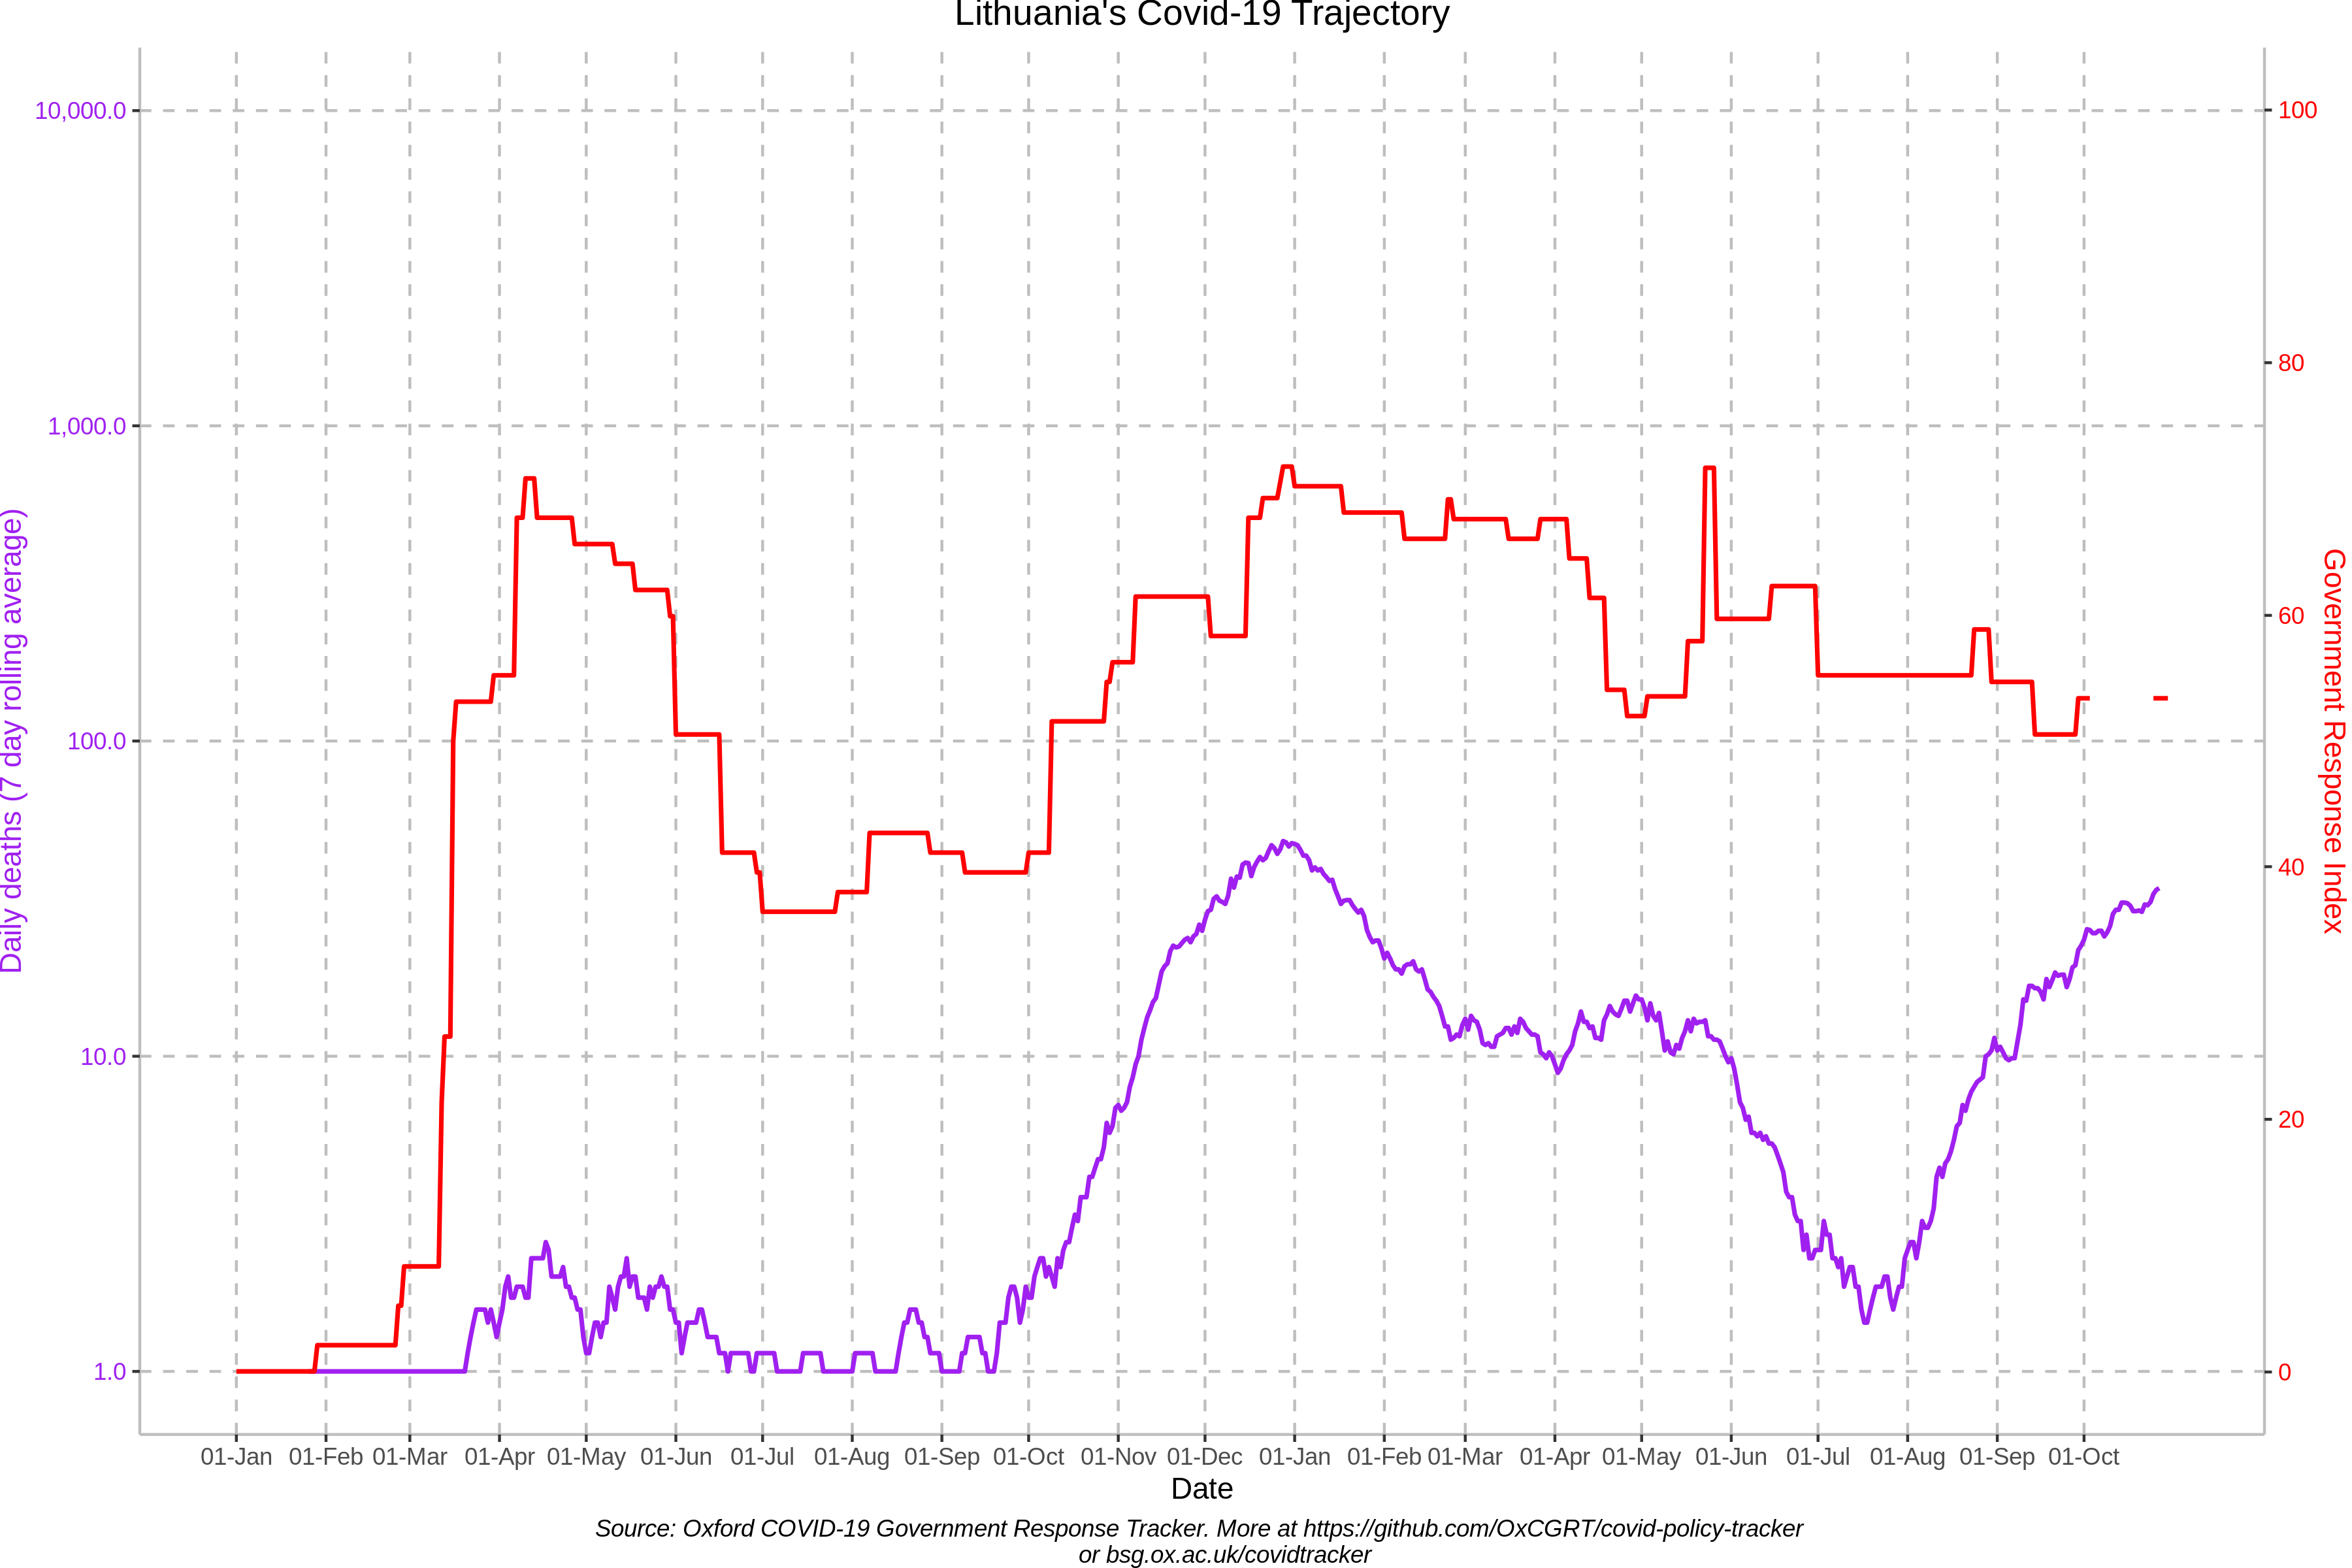 Lithuania's Covid-19 Trajectory
10,000.0
1,000.0
100.0
10.0
1.0
Daily deaths (7 day rolling average)
100
80
60
40
20
0
Government Response Index
01-Jan 01-Feb 01-Mar 01-Apr 01-May 01-Jun 01-Jul 01-Aug 01-Sep 01-Oct 01-Nov 01-Dec 01-Jan 01-Feb 01-Mar 01-Apr 01-May 01-Jun 01-Jul 01-Aug 01-Sep 01-Oct
Date
Source: Oxford COVID-19 Government Response Tracker. More at https://github.com/OxCGRT/covid-policy-tracker
or bsg.ox.ac.uk/covidtracker